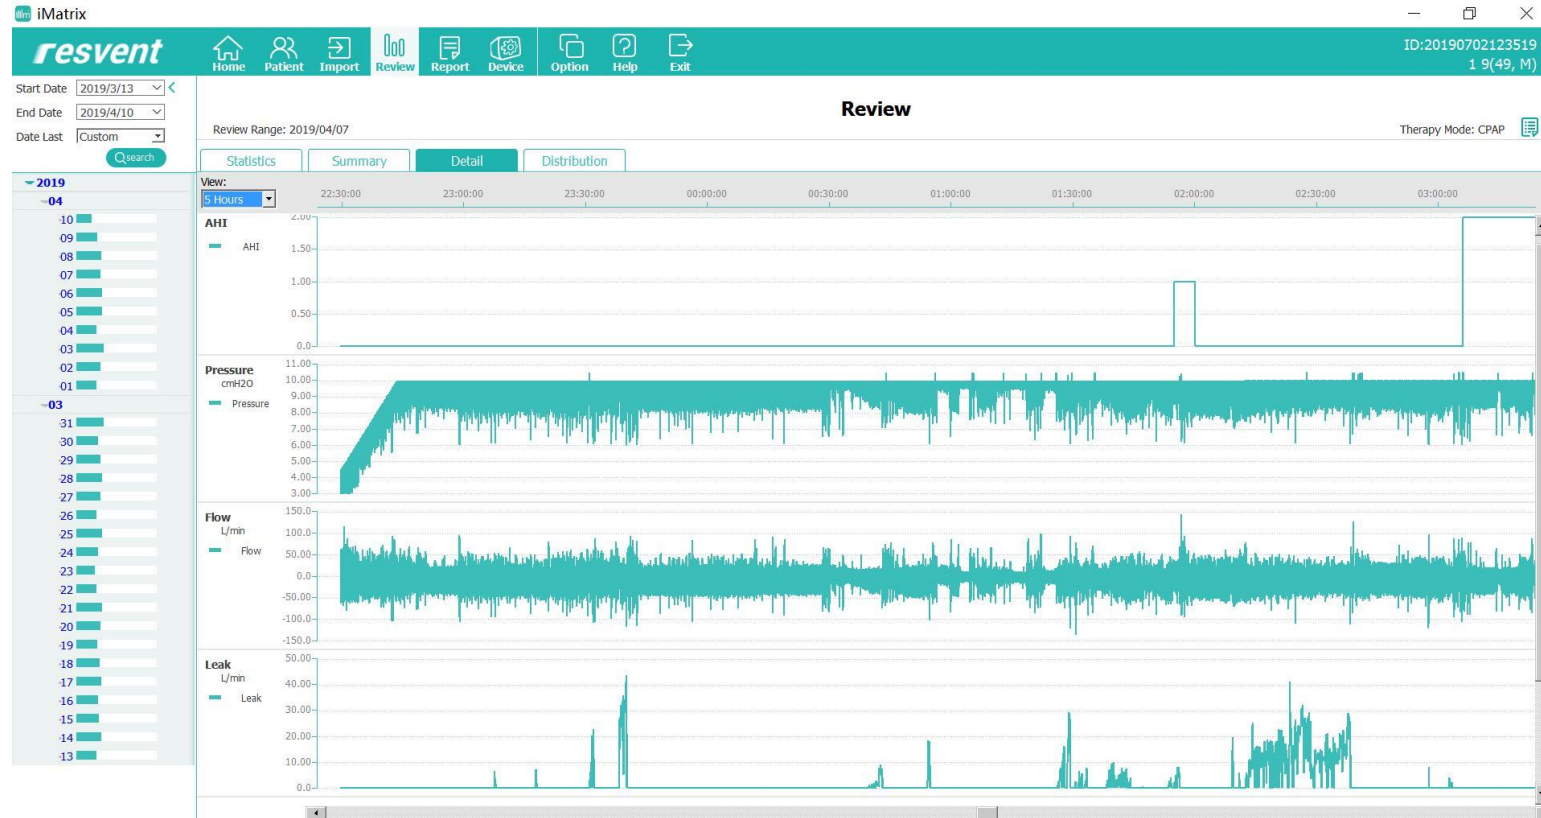 iMatrix
resvent
Home Patient Import Review Report Device Option Help Exit
ID:20190702123519
1 9(49, M)
Start Date 2019/3/13
End Date 2019/4/10
Date Last Custom
search
Review
Review Range: 2019/04/07
Therapy Mode: CPAP
Statistics Summary Detail Distribution
2019
04
10
09
08
07
06
05
04
03
02
01
03
31
30
29
28
27
26
25
24
23
22
21
20
19
18
17
16
15
14
13
View:
5 Hours
22:30:00 23:00:00 23:30:00 00:00:00 00:30:00 01:00:00 01:30:00 02:00:00 02:30:00 03:00:00
AHI
AHI
2.00
1.50
1.00
0.50
0.0
Pressure
cmH2O
Pressure
11.00
10.00
9.00
8.00
7.00
6.00
5.00
4.00
3.00
Flow
L/min
Flow
150.0
100.0
50.00
0.0
-50.00
-100.0
-150.0
Leak
L/min
Leak
50.00
40.00
30.00
20.00
10.00
0.0